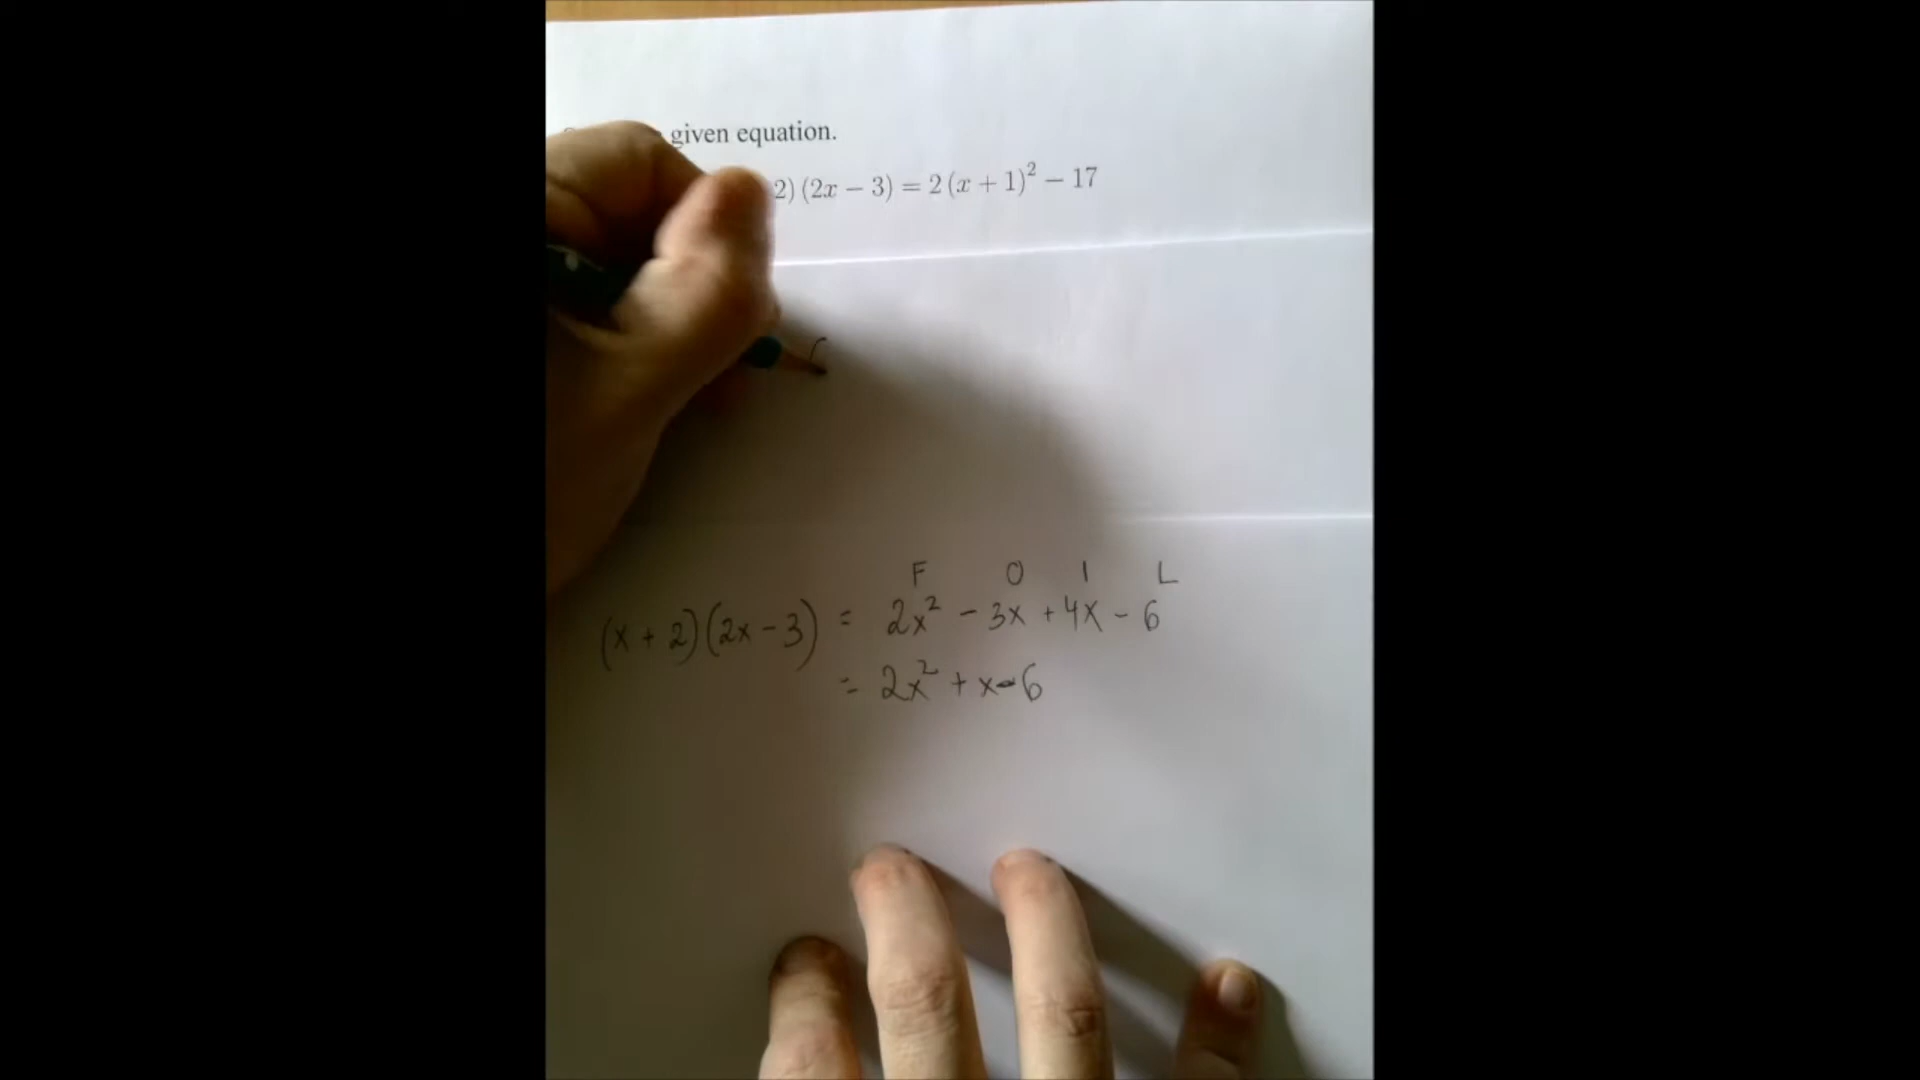 given equation.
2) (2x − 3) = 2 (x + 1)² − 17
F O I L
(x + 2)(2x − 3) = 2x² − 3x + 4x − 6
= 2x² + x − 6